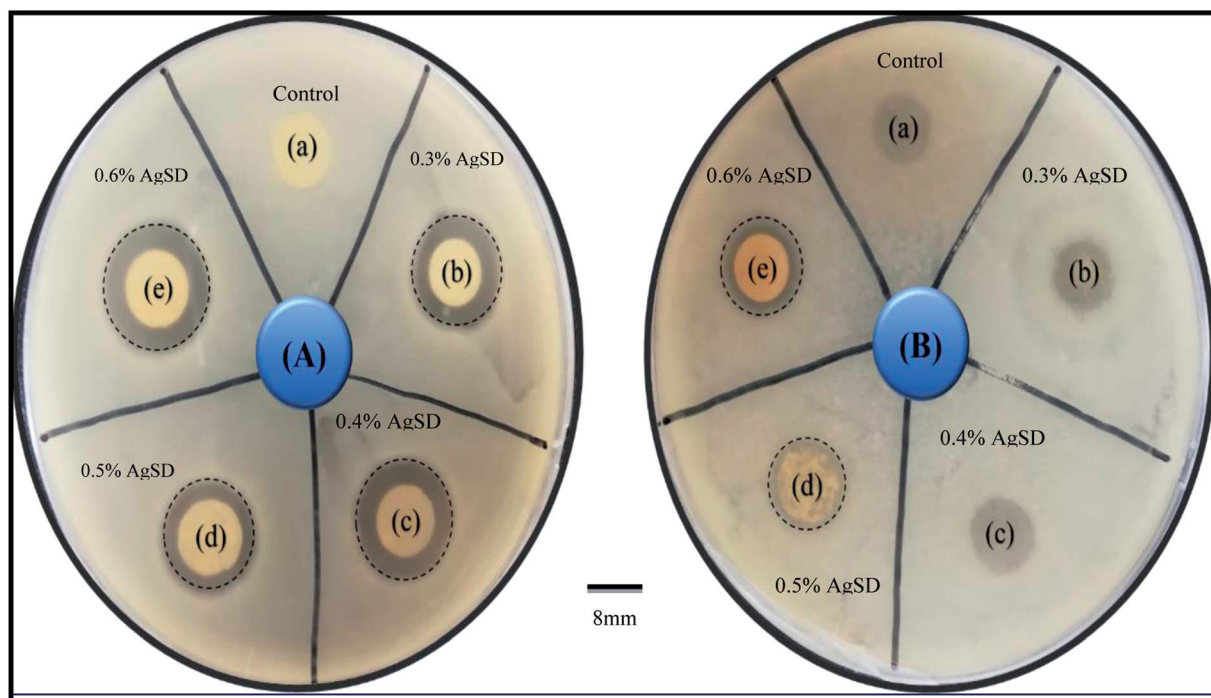 Control
(a)
0.6% AgSD
0.3% AgSD
(e)
(b)
(A)
0.4% AgSD
0.5% AgSD
(d)
(c)
Control
(a)
0.6% AgSD
0.3% AgSD
(e)
(b)
(B)
0.4% AgSD
(d)
(c)
0.5% AgSD
8mm